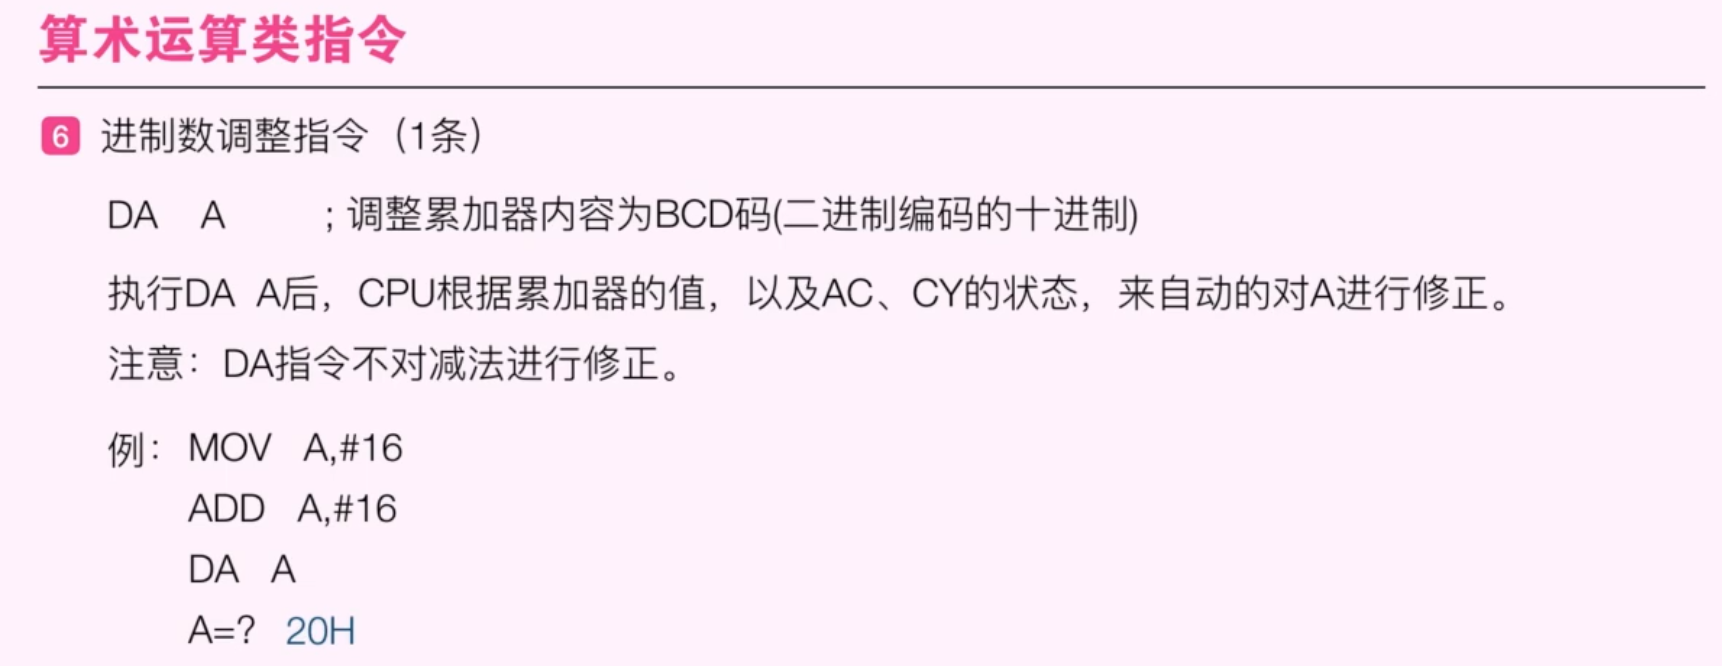 算术运算类指令
6 进制数调整指令（1条）
DA A ；调整累加器内容为BCD码(二进制编码的十进制)
执行DA A后，CPU根据累加器的值，以及AC、CY的状态，来自动的对A进行修正。
注意：DA指令不对减法进行修正。
例：MOV A,#16
ADD A,#16
DA A
A=? 20H